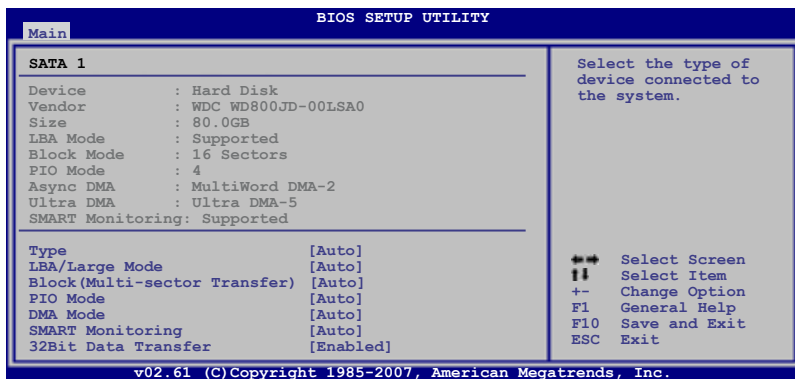 BIOS SETUP UTILITY
Main
SATA 1
Device : Hard Disk
Vendor : WDC WD800JD-00LSA0
Size : 80.0GB
LBA Mode : Supported
Block Mode : 16 Sectors
PIO Mode : 4
Async DMA : MultiWord DMA-2
Ultra DMA : Ultra DMA-5
SMART Monitoring: Supported
Type [Auto]
LBA/Large Mode [Auto]
Block(Multi-sector Transfer) [Auto]
PIO Mode [Auto]
DMA Mode [Auto]
SMART Monitoring [Auto]
32Bit Data Transfer [Enabled]
Select the type of
device connected to
the system.
←→ Select Screen
↑↓ Select Item
+- Change Option
F1 General Help
F10 Save and Exit
ESC Exit
v02.61 (C)Copyright 1985-2007, American Megatrends, Inc.